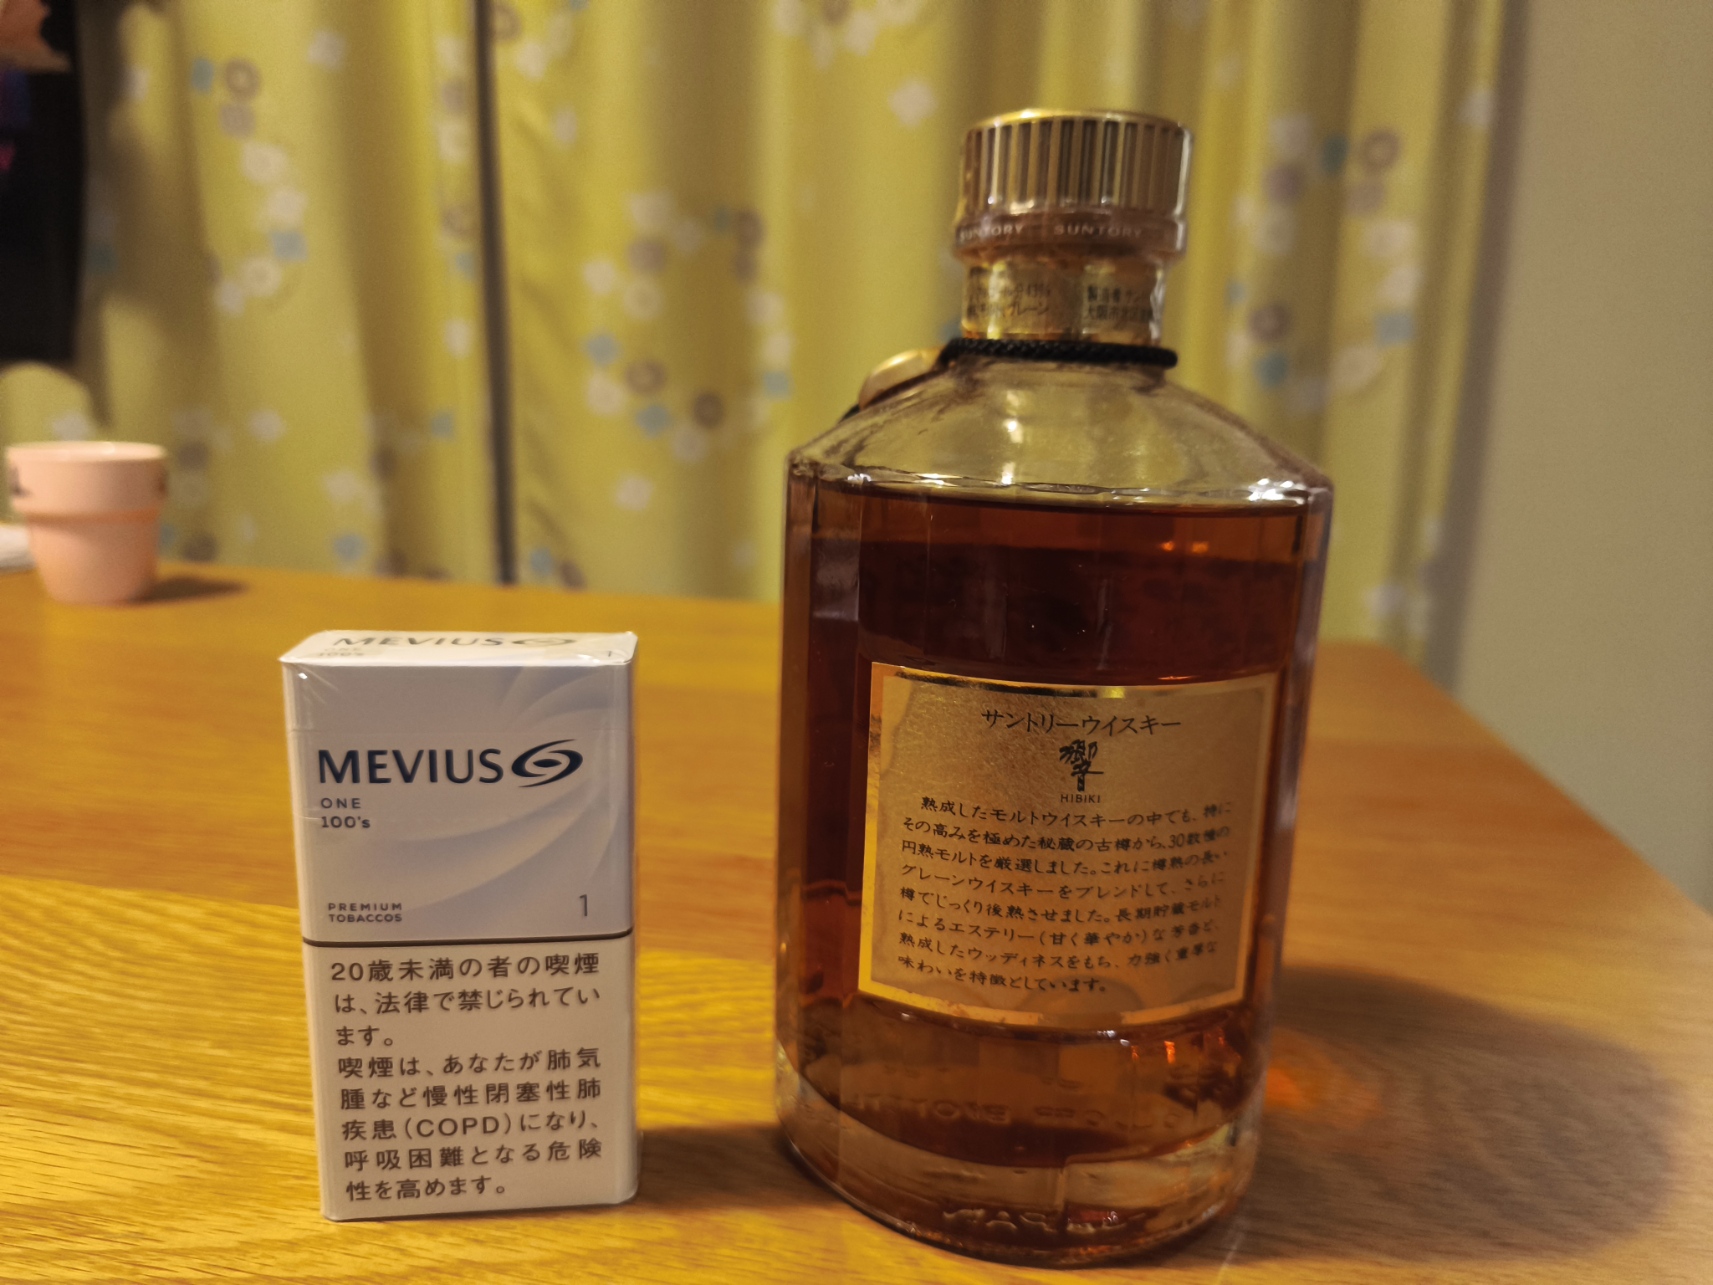 MEVIUS
100's
1
MEVIUS
ONE
100's
PREMIUM
TOBACCOS
1
20歳未満の者の喫煙
は、法律で禁じられてい
ます。
喫煙は、あなたが肺気
腫など慢性閉塞性肺
疾患(COPD)になり、
呼吸困難となる危険
性を高めます。
SUNTORY SUNTORY
サントリーウイスキー
響
HIBIKI
熟成したモルトウイスキーの中でも、特に
その高みを極めた秘蔵の古樽から、30数種の
円熟モルトを厳選しました。これに樽熟の長い
グレーンウイスキーをブレンドして、さらに
樽でじっくり後熟させました。長期貯蔵モルト
によるエステリー(甘く華やか)な芳香と、
熟成したウッディネスをもち、力強く重厚な
味わいを特徴としています。